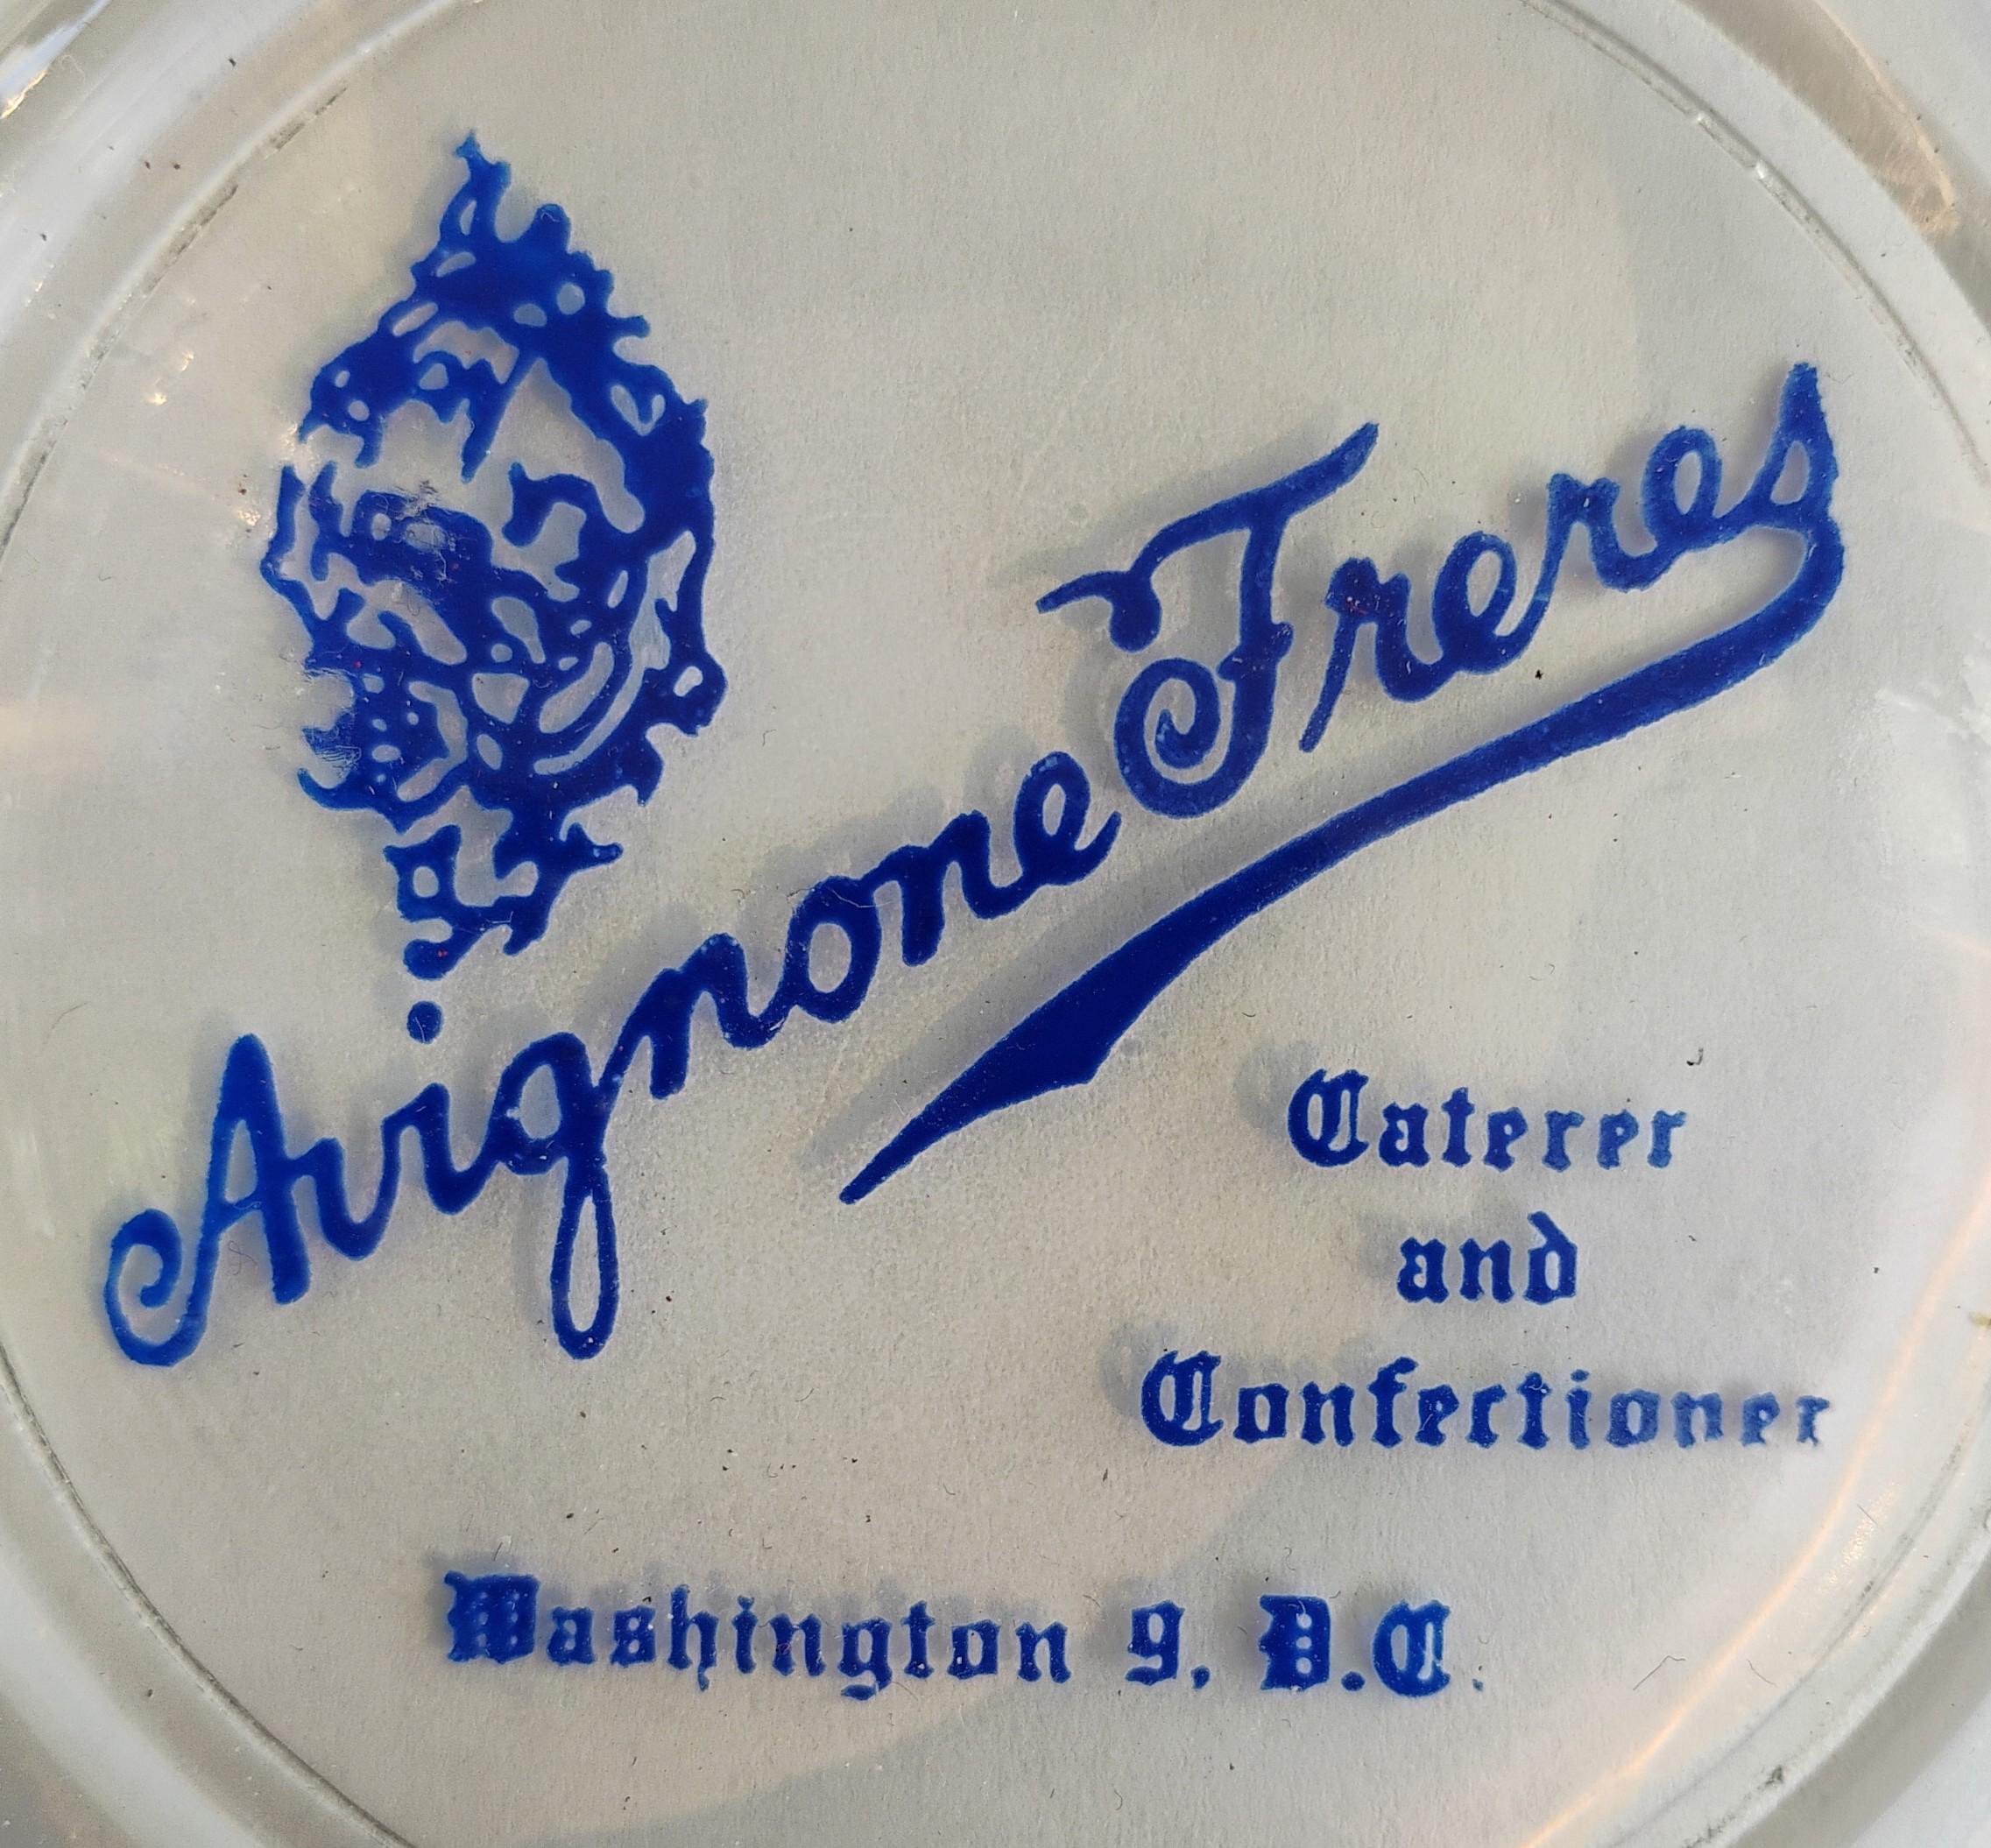 Avignone Freres
Caterer
and
Confectioner
Washington 9, D.C.